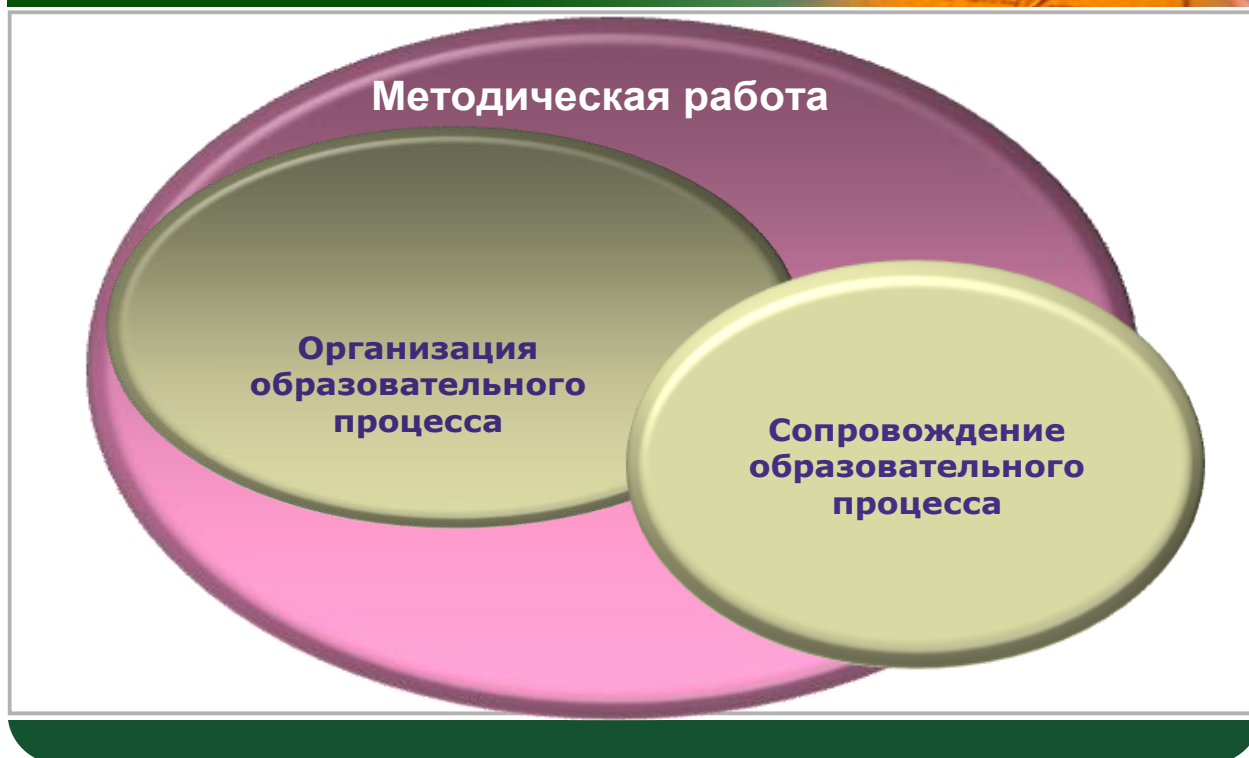 Методическая работа
Организация
образовательного
процесса
Сопровождение
образовательного
процесса